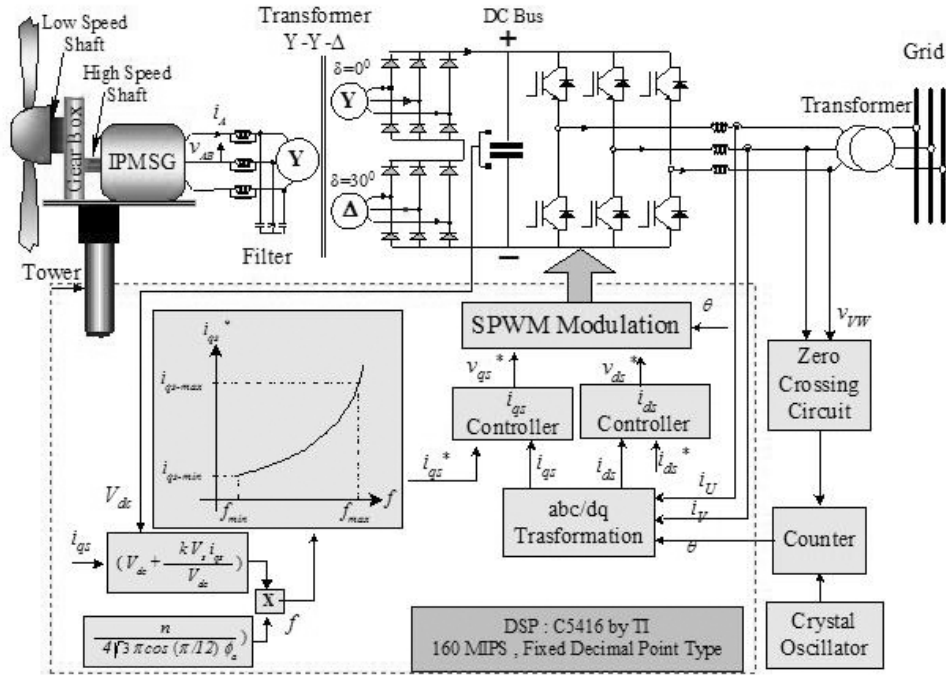 Low Speed
Shaft
High Speed
Shaft
Gear Box
IPMSG
i_A
v_AB
Y
Filter
Tower
Transformer
Y-Y-Δ
δ=0⁰
Y
δ=30⁰
Δ
DC Bus
+
−
Grid
Transformer
SPWM Modulation
θ
v_VW
Zero
Crossing
Circuit
v_qs*
v_ds*
i_qs
Controller
i_ds
Controller
i_qs*
i_qs
i_ds
i_ds*
i_U
i_V
abc/dq
Trasformation
θ
Counter
Crystal
Oscillator
i_qs*
i_qs-max
i_qs-min
f_min
f_max
f
V_ds
i_qs
(V_dc + k V_s i_qs / V_dc)
X
f
n / 4√3 π cos (π/12) ϕ_a)
DSP : C5416 by TI
160 MIPS , Fixed Decimal Point Type